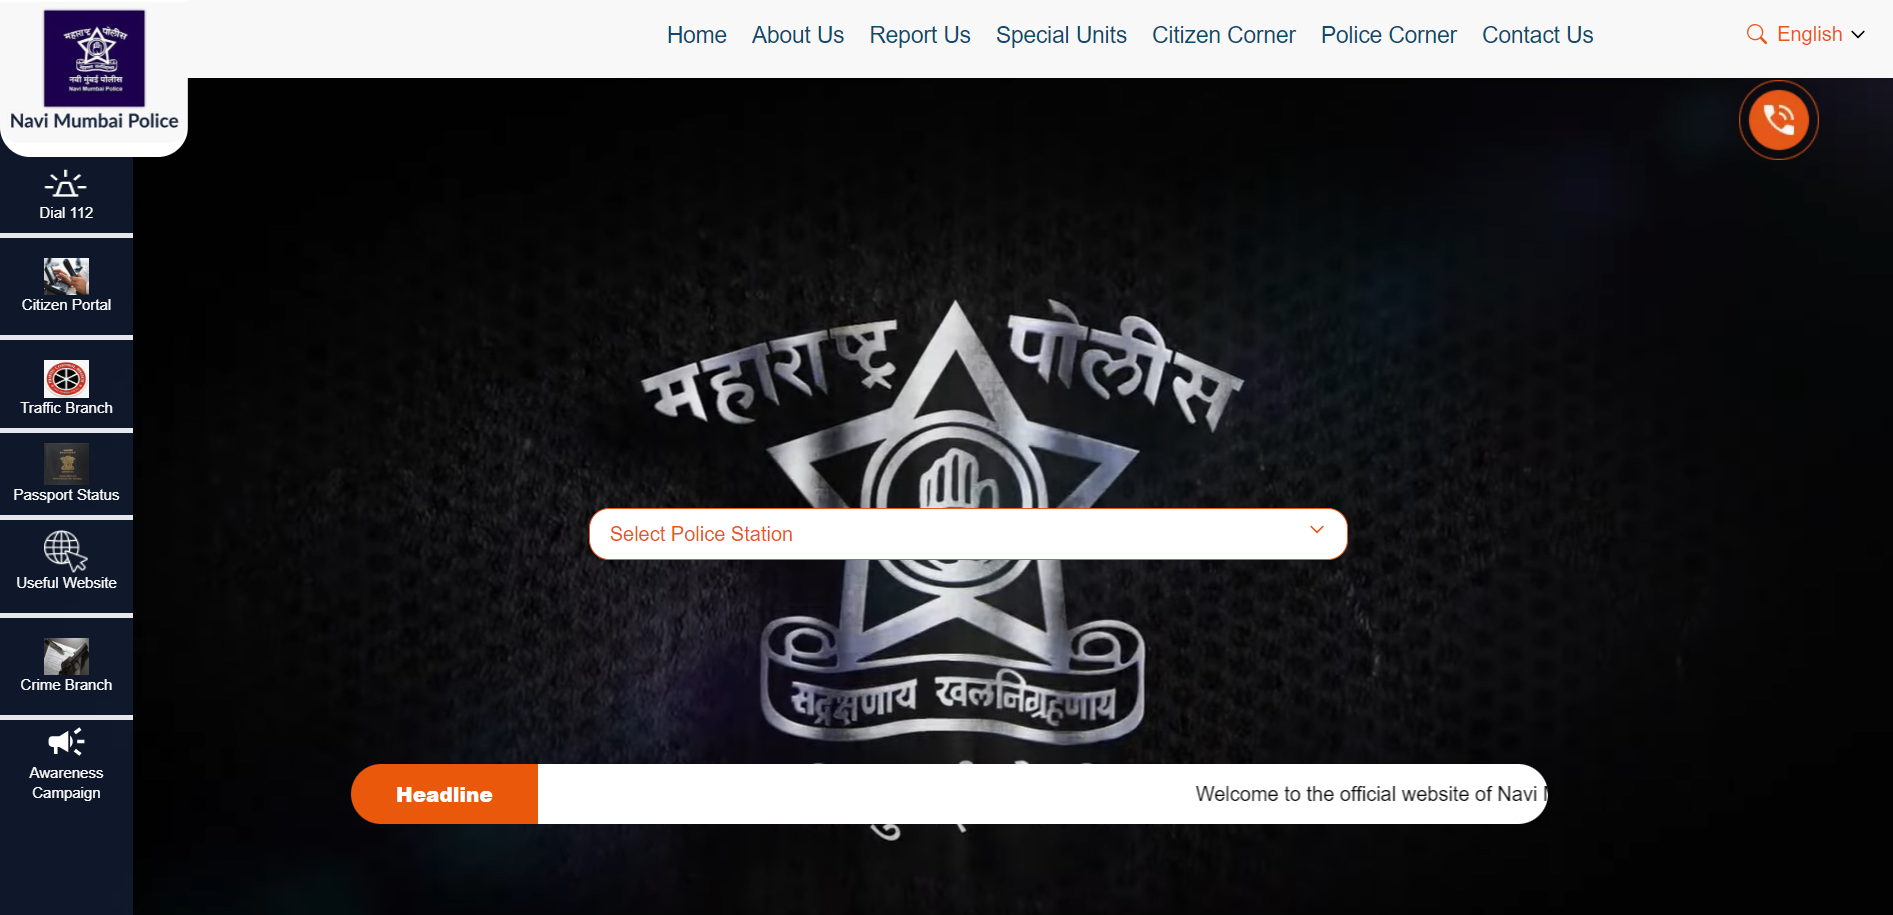 महाराष्ट्र पोलीस
नवी मुंबई पोलीस
Navi Mumbai Police
Navi Mumbai Police
Home About Us Report Us Special Units Citizen Corner Police Corner Contact Us
English
Dial 112
Citizen Portal
Traffic Branch
Passport Status
Useful Website
Crime Branch
Awareness
Campaign
महाराष्ट्र पोलीस
Select Police Station
सद्रक्षणाय खलनिग्रहणाय
Headline
Welcome to the official website of Navi